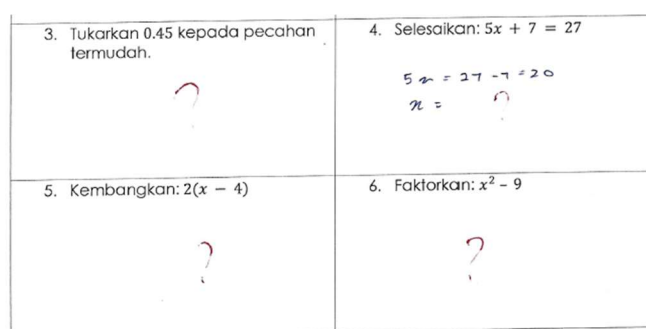 3. Tukarkan 0.45 kepada pecahan
termudah.
?
4. Selesaikan: 5x + 7 = 27
5x = 27 - 7 = 20
x = ?
5. Kembangkan: 2(x − 4)
?
6. Faktorkan: x² - 9
?